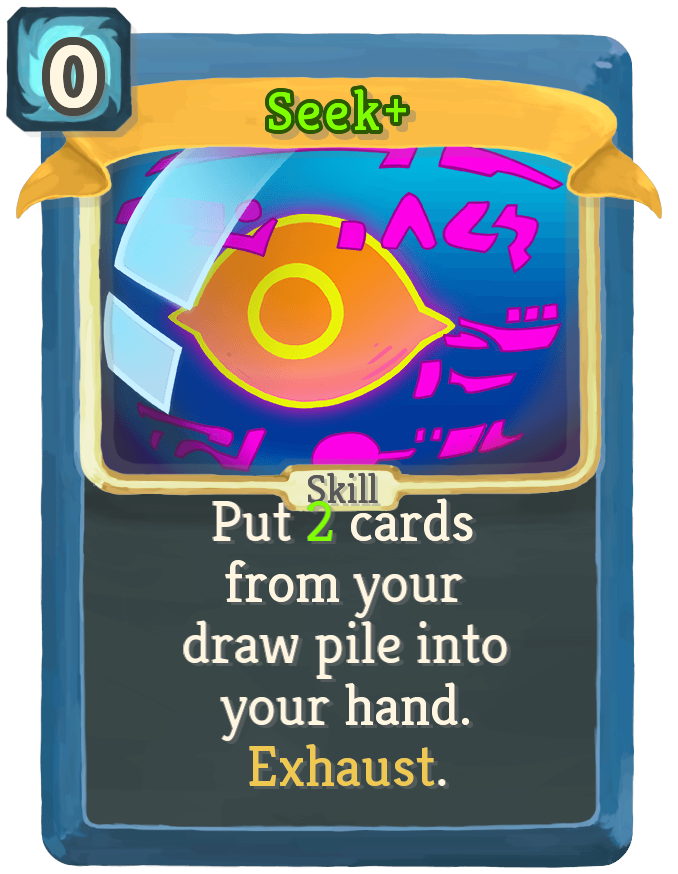 0
Seek+
Skill
Put 2 cards
from your
draw pile into
your hand.
Exhaust.